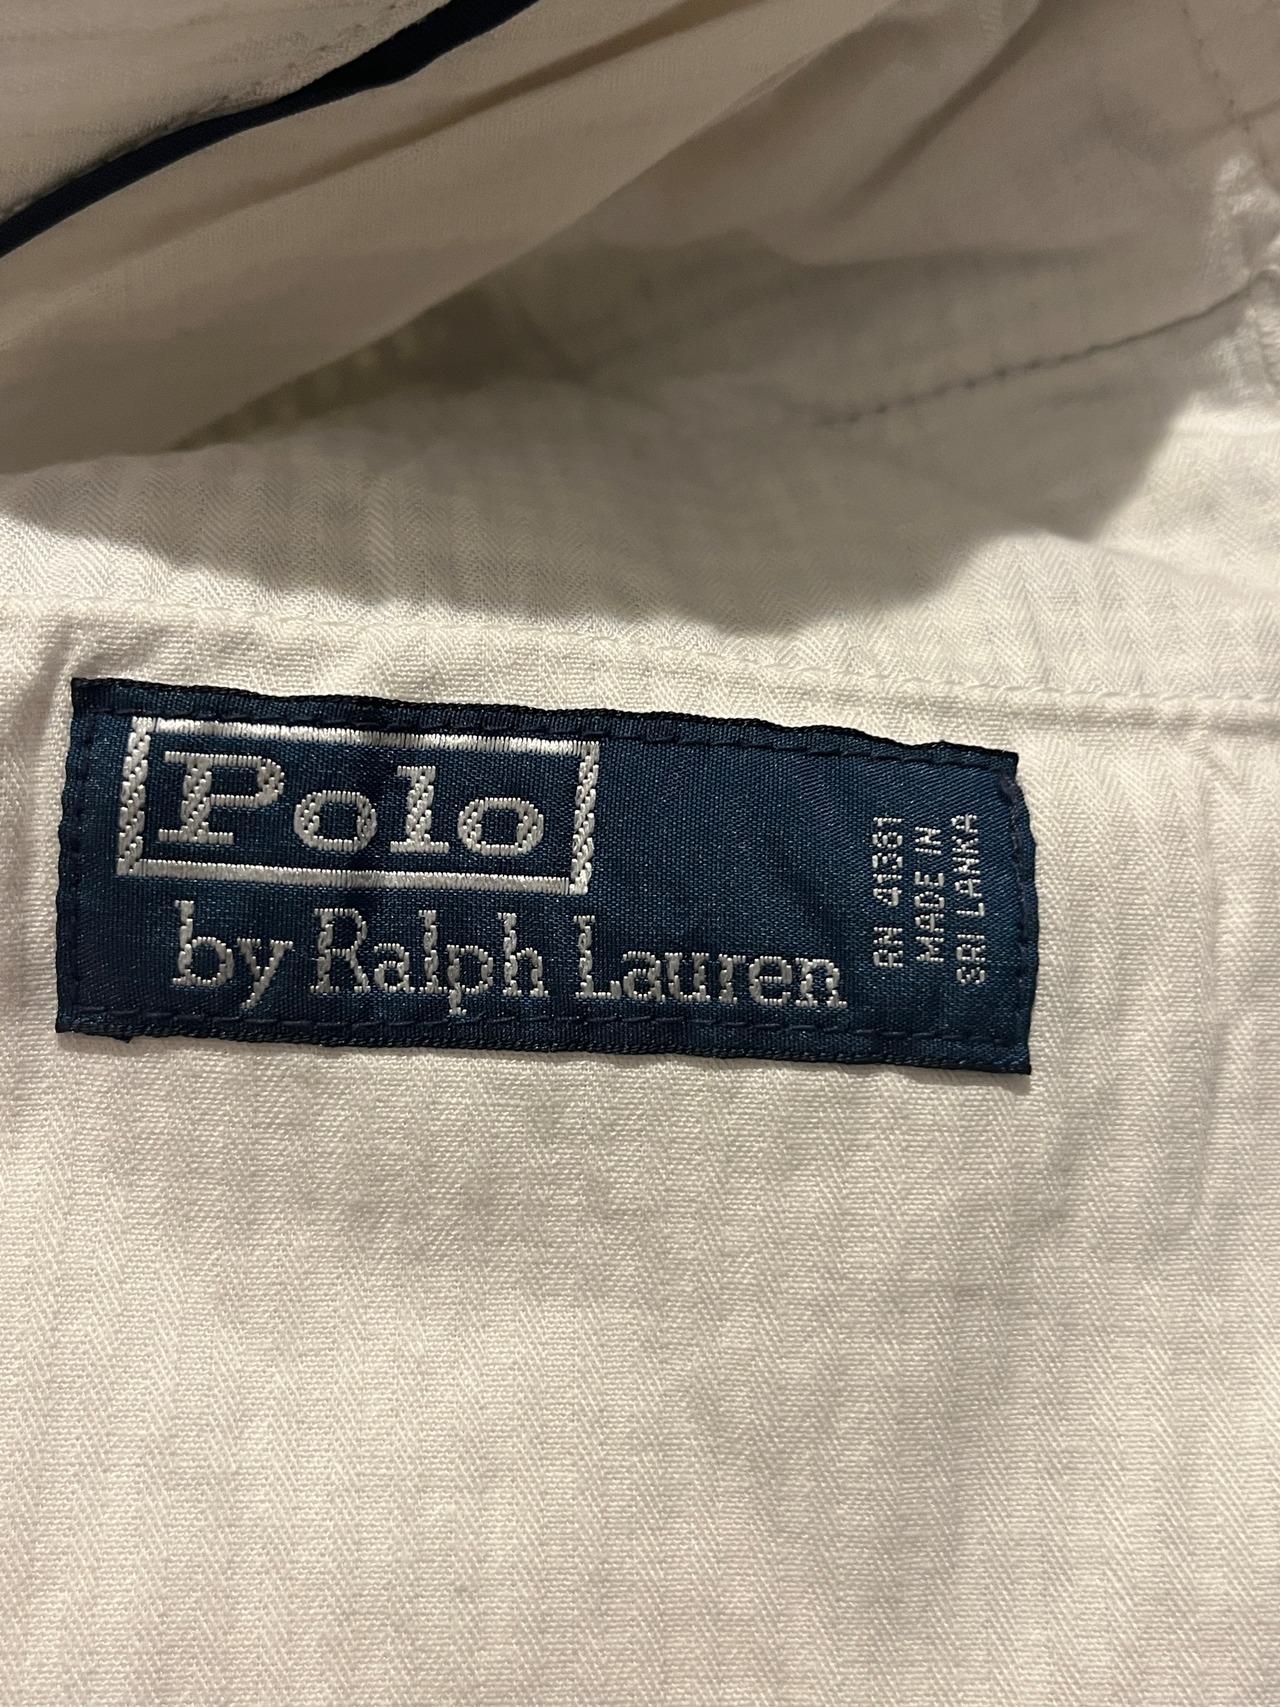 Polo
by Ralph Lauren
RN 41381
MADE IN
SRI LANKA